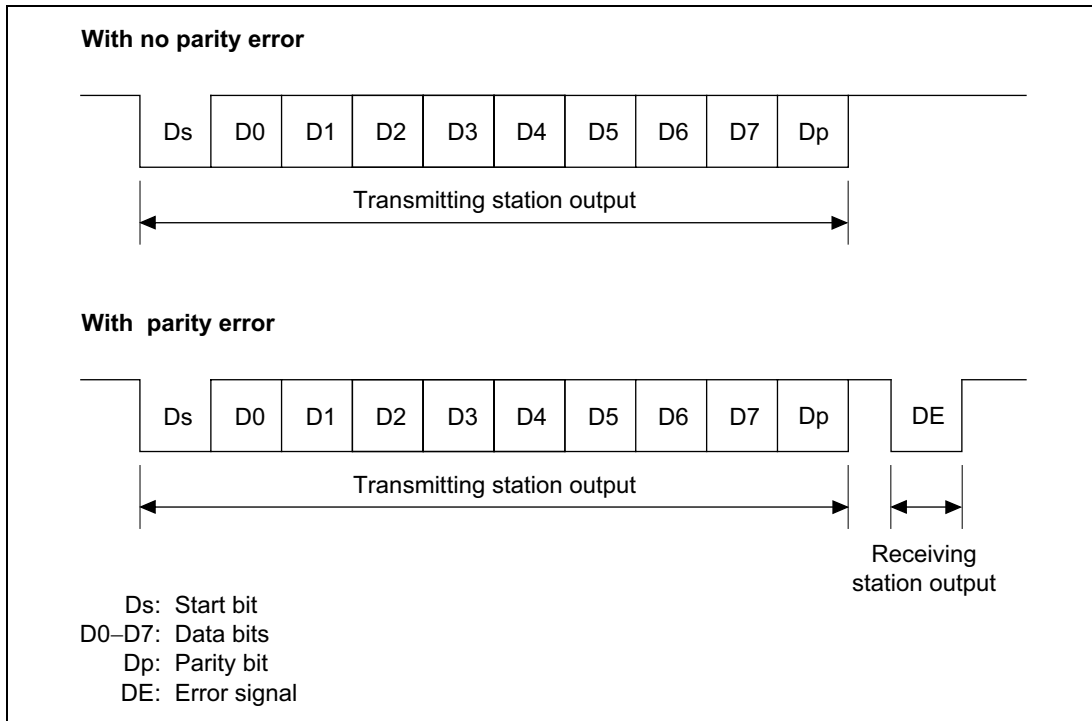 With no parity error
Ds D0 D1 D2 D3 D4 D5 D6 D7 Dp
Transmitting station output
With parity error
Ds D0 D1 D2 D3 D4 D5 D6 D7 Dp DE
Transmitting station output
Receiving
station output
Ds: Start bit
D0–D7: Data bits
Dp: Parity bit
DE: Error signal